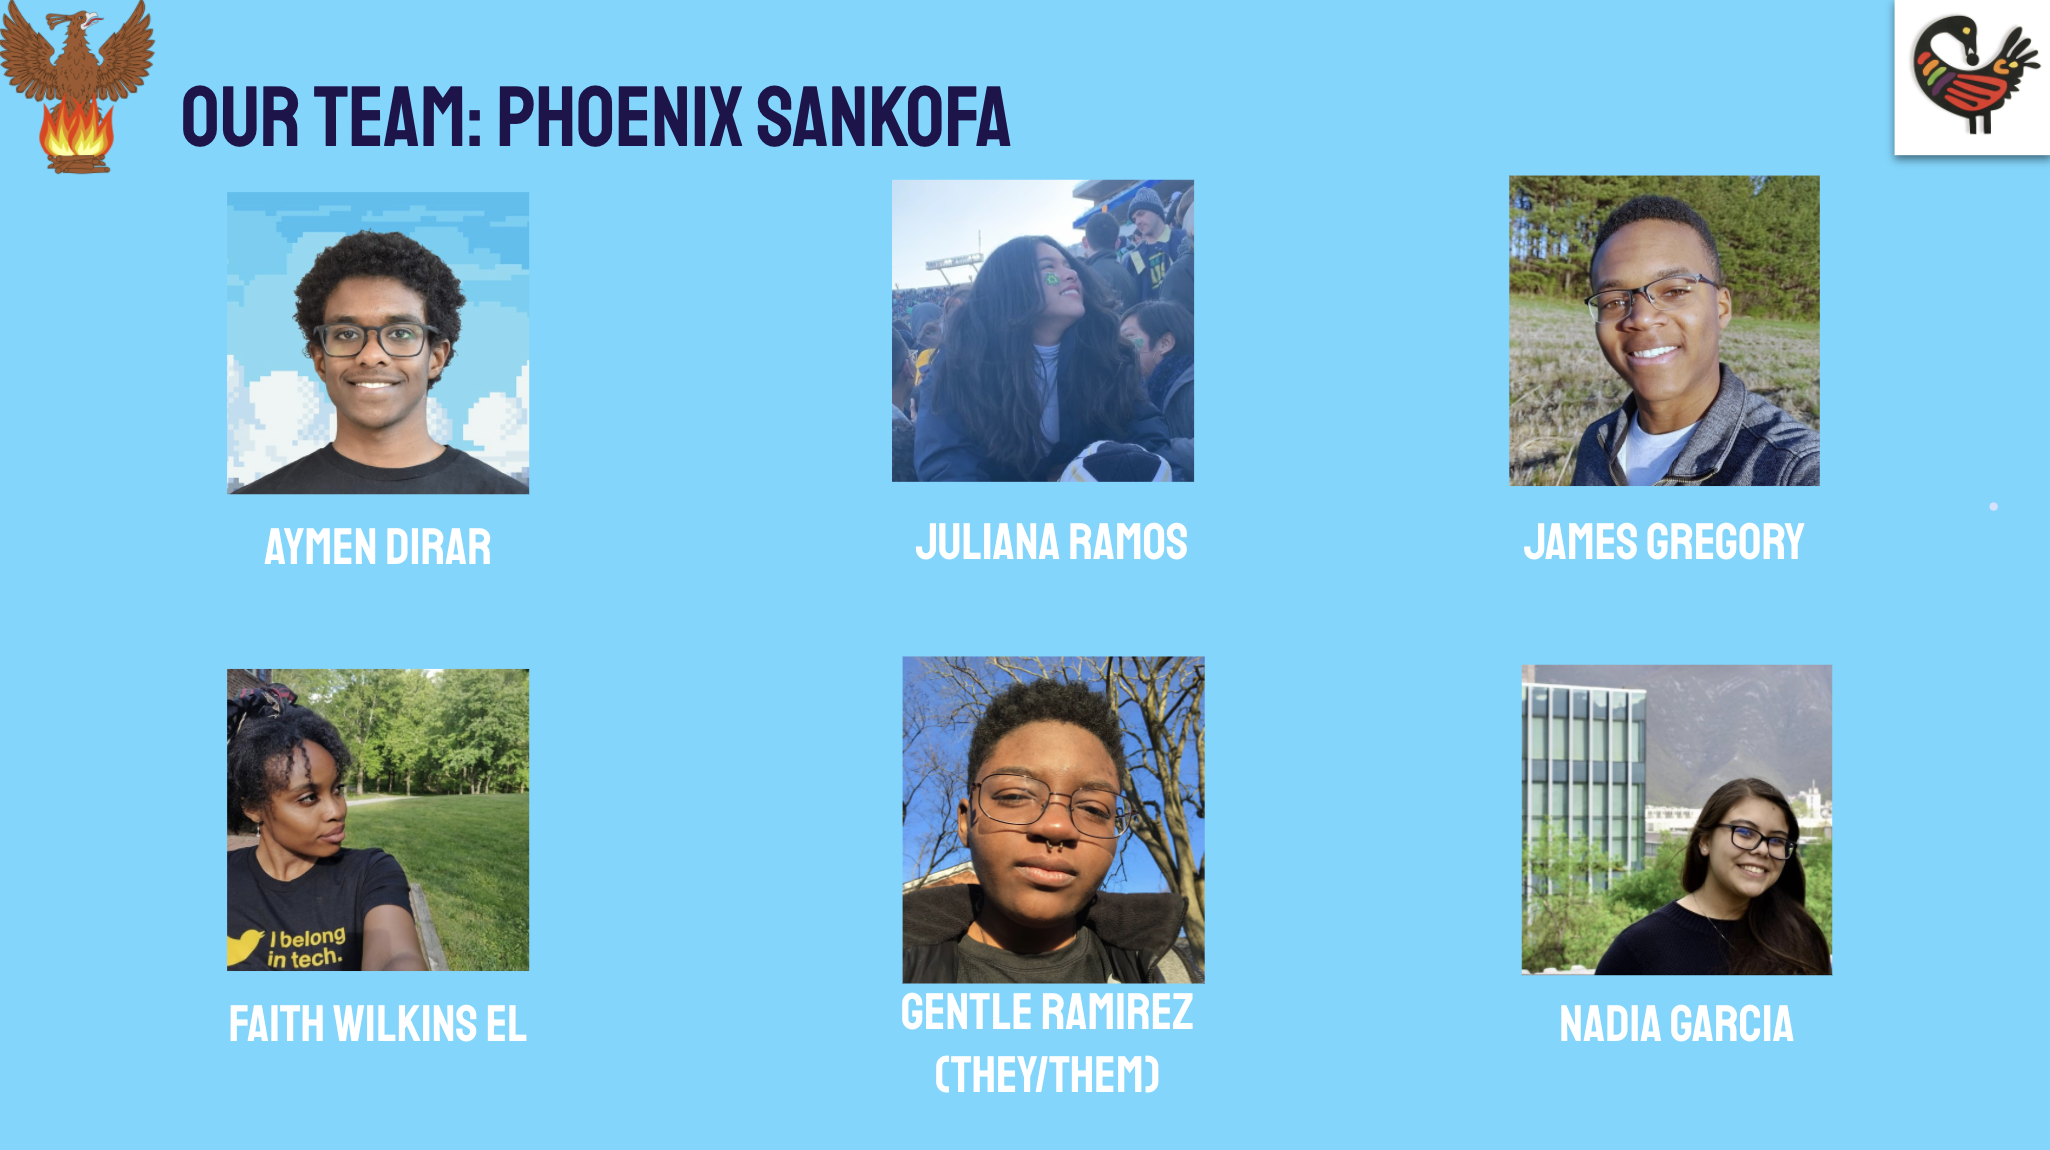 OUR TEAM: PHOENIX SANKOFA
AYMEN DIRAR
JULIANA RAMOS
JAMES GREGORY
I belong
in tech.
FAITH WILKINS EL
GENTLE RAMIREZ
(THEY/THEM)
NADIA GARCIA